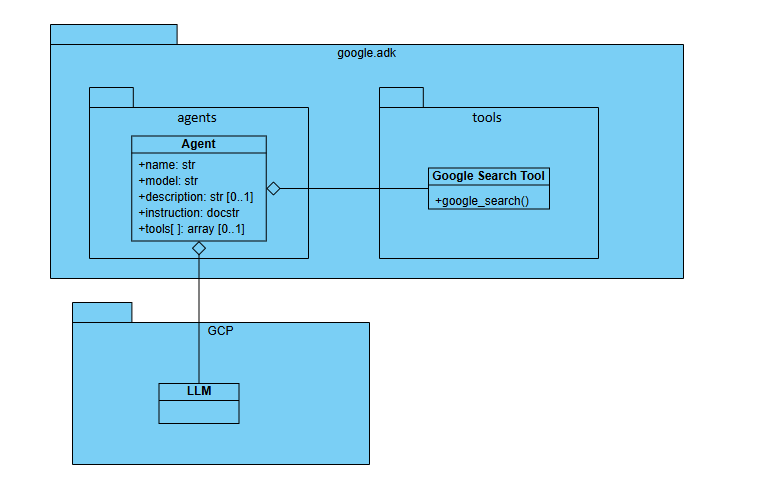 google.adk
agents
tools
Agent
+name: str
+model: str
+description: str [0..1]
+instruction: docstr
+tools[ ]: array [0..1]
Google Search Tool
+google_search()
GCP
LLM